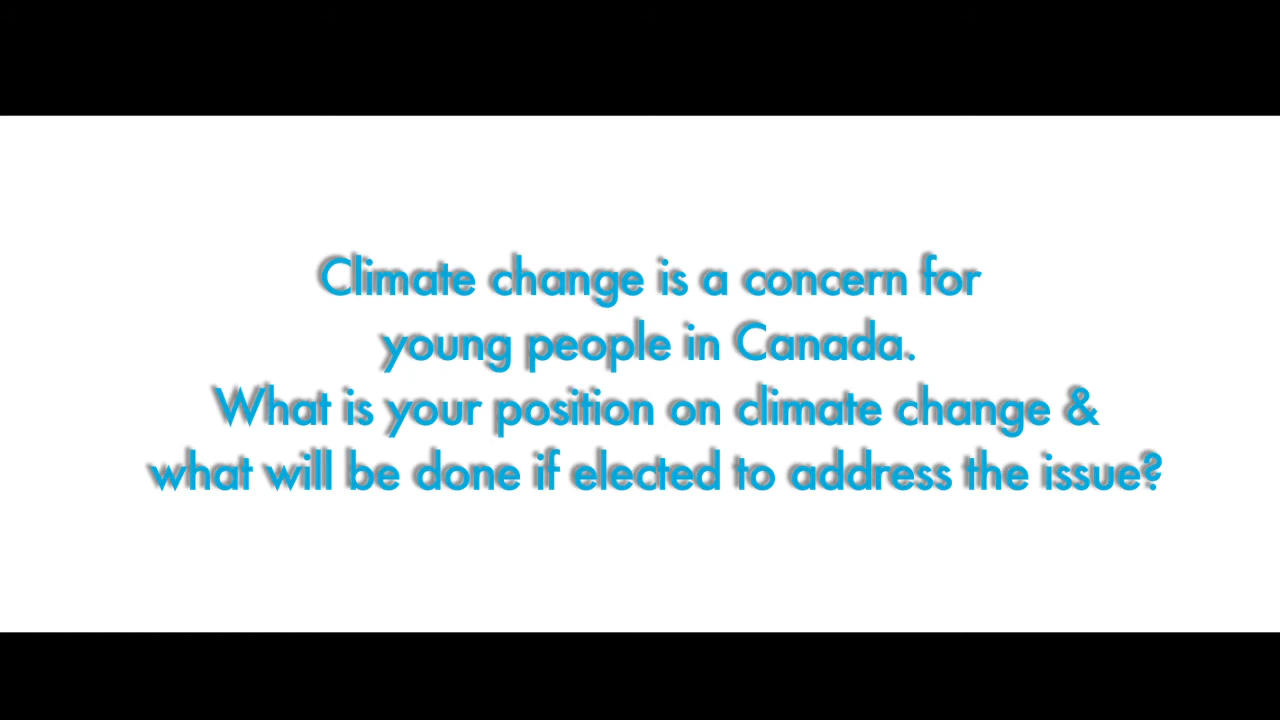 Climate change is a concern for
young people in Canada.
What is your position on climate change &
what will be done if elected to address the issue?